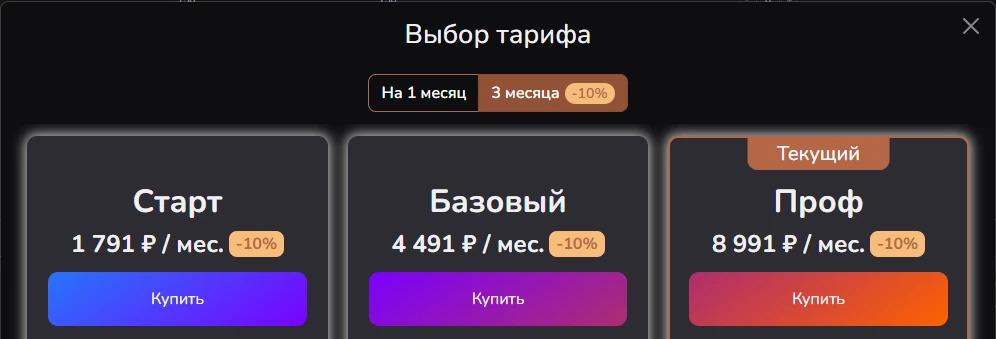 Выбор тарифа
На 1 месяц 3 месяца -10%
Текущий
Старт
1 791 ₽ / мес. -10%
Купить
Базовый
4 491 ₽ / мес. -10%
Купить
Проф
8 991 ₽ / мес. -10%
Купить